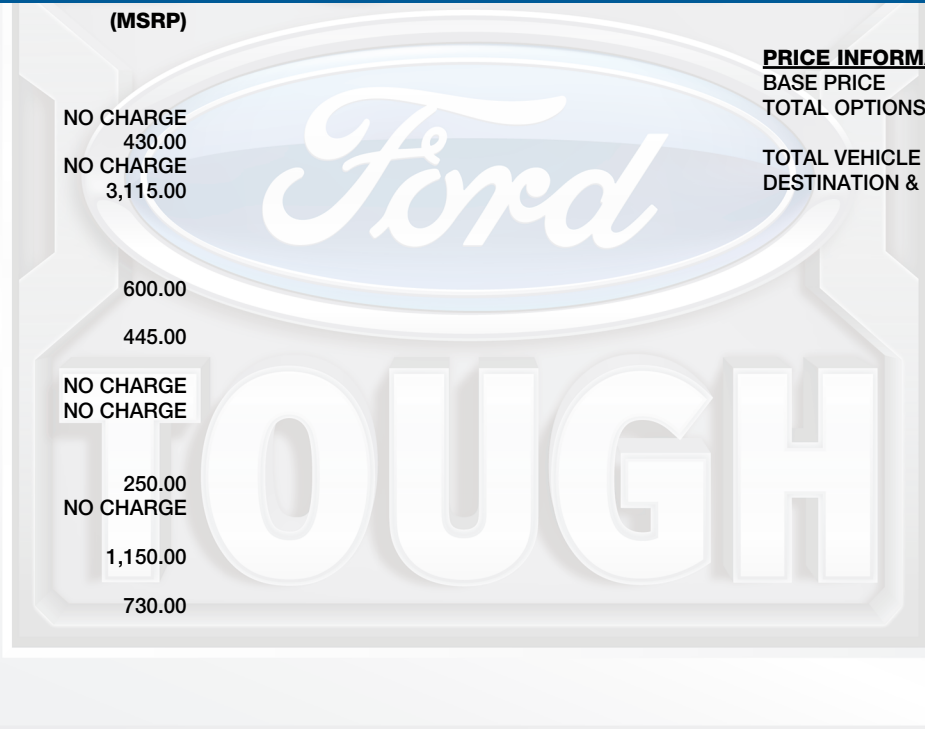 (MSRP)
NO CHARGE
430.00
NO CHARGE
3,115.00
600.00
445.00
NO CHARGE
NO CHARGE
250.00
NO CHARGE
1,150.00
730.00
PRICE INFORMA
BASE PRICE
TOTAL OPTIONS
TOTAL VEHICLE
DESTINATION &
Ford
TOUGH